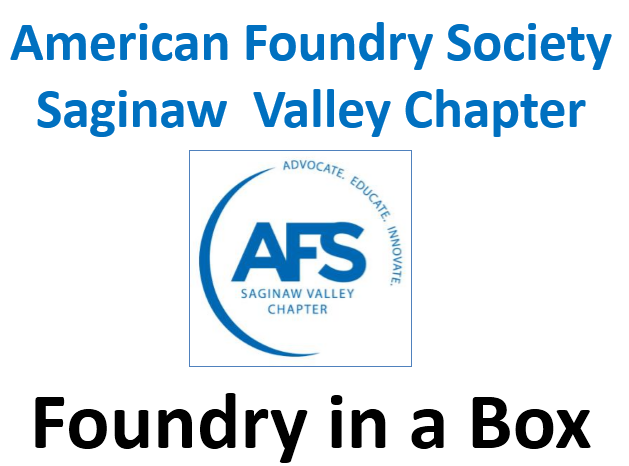 American Foundry Society
Saginaw  Valley Chapter
ADVOCATE. EDUCATE. INNOVATE.
AFS
SAGINAW VALLEY
CHAPTER
Foundry in a Box